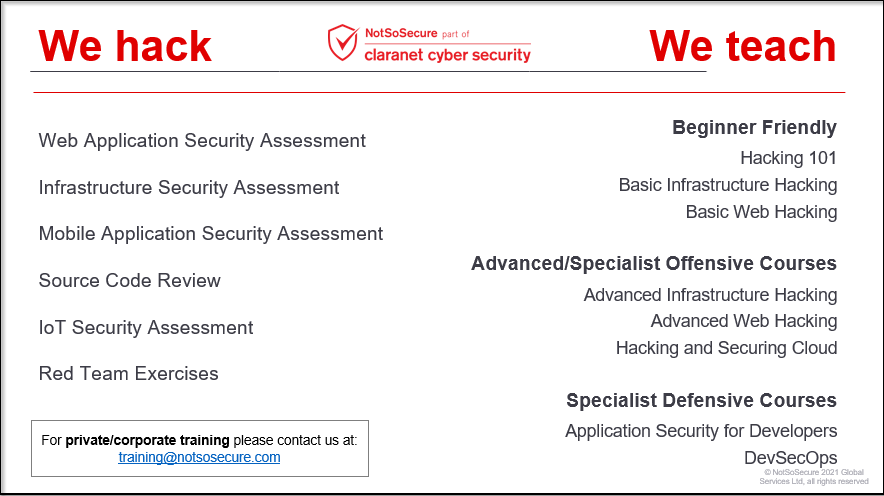 We hack
NotSoSecure part of
claranet cyber security
We teach
Web Application Security Assessment
Infrastructure Security Assessment
Mobile Application Security Assessment
Source Code Review
IoT Security Assessment
Red Team Exercises
For private/corporate training please contact us at:
training@notsosecure.com
Beginner Friendly
Hacking 101
Basic Infrastructure Hacking
Basic Web Hacking
Advanced/Specialist Offensive Courses
Advanced Infrastructure Hacking
Advanced Web Hacking
Hacking and Securing Cloud
Specialist Defensive Courses
Application Security for Developers
DevSecOps
© NotSoSecure 2021 Global
Services Ltd, all rights reserved